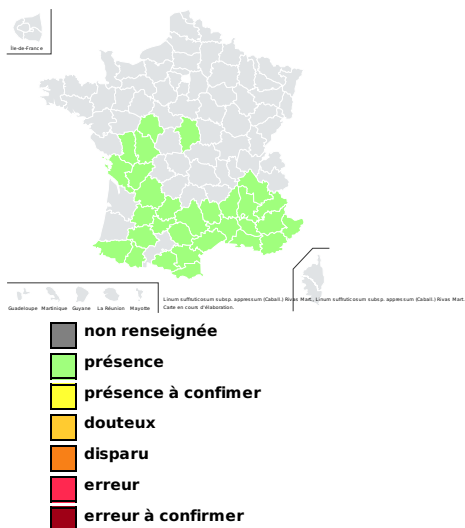 Île-de-France
Guadeloupe Martinique Guyane La Réunion Mayotte
Linum suffruticosum subsp. appressum (Caball.) Rivas Mart., Linum suffruticosum subsp. appressum (Caball.) Rivas Mart.
Carte en cours d'élaboration.
non renseignée
présence
présence à confimer
douteux
disparu
erreur
erreur à confirmer